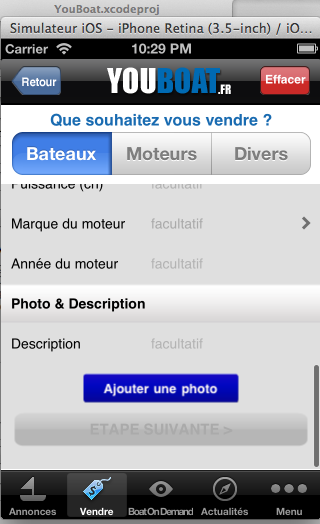 YouBoat.xcodeproj
Simulateur iOS - iPhone Retina (3.5-inch) / iO...
Carrier 10:29 PM
Retour YOUBOAT.FR Effacer
Que souhaitez vous vendre ?
Bateaux Moteurs Divers
Puissance (ch) facultatif
Marque du moteur facultatif
Année du moteur facultatif
Photo & Description
Description facultatif
Ajouter une photo
ETAPE SUIVANTE >
Annonces Vendre BoatOnDemand Actualités Menu